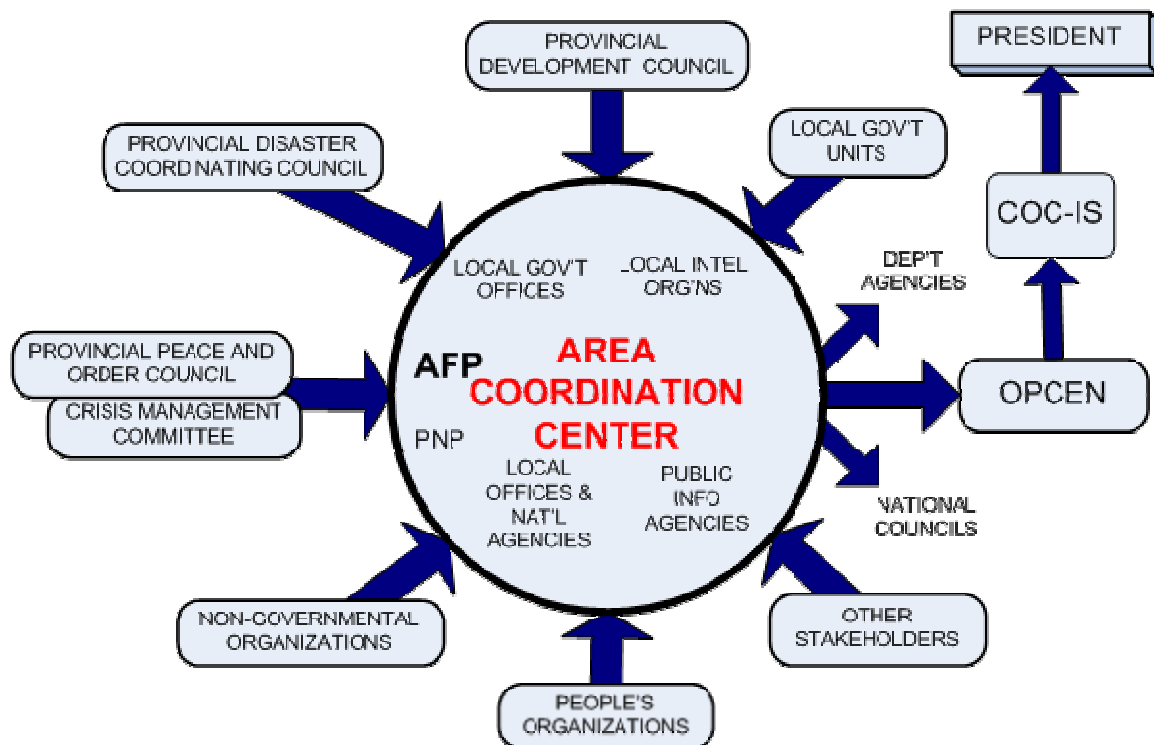 PROVINCIAL
DEVELOPMENT COUNCIL
PRESIDENT
PROVINCIAL DISASTER
COORDINATING COUNCIL
LOCAL GOV'T
UNITS
COC-IS
DEP'T
AGENCIES
LOCAL GOV'T
OFFICES
LOCAL INTEL
ORG'NS
PROVINCIAL PEACE AND
ORDER COUNCIL
CRISIS MANAGEMENT
COMMITTEE
AFP
AREA
COORDINATION
CENTER
PNP
OPCEN
LOCAL
OFFICES &
NAT'L
AGENCIES
PUBLIC
INFO
AGENCIES
NATIONAL
COUNCILS
NON-GOVERNMENTAL
ORGANIZATIONS
OTHER
STAKEHOLDERS
PEOPLE'S
ORGANIZATIONS